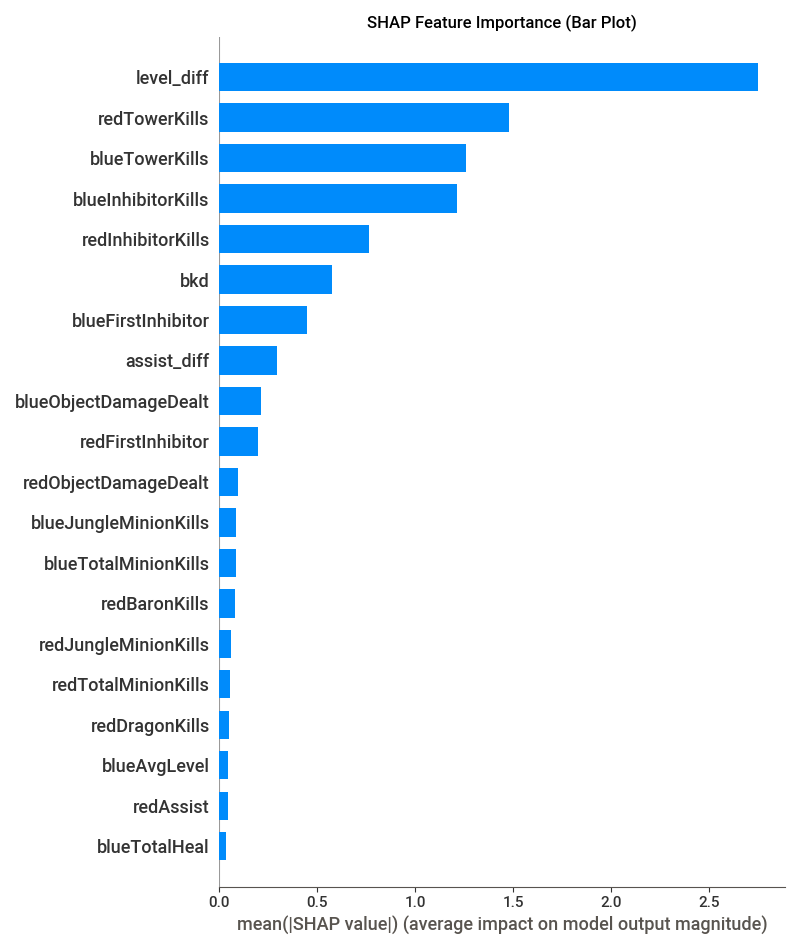 SHAP Feature Importance (Bar Plot)
level_diff
redTowerKills
blueTowerKills
blueInhibitorKills
redInhibitorKills
bkd
blueFirstInhibitor
assist_diff
blueObjectDamageDealt
redFirstInhibitor
redObjectDamageDealt
blueJungleMinionKills
blueTotalMinionKills
redBaronKills
redJungleMinionKills
redTotalMinionKills
redDragonKills
blueAvgLevel
redAssist
blueTotalHeal
0.0 0.5 1.0 1.5 2.0 2.5
mean(|SHAP value|) (average impact on model output magnitude)